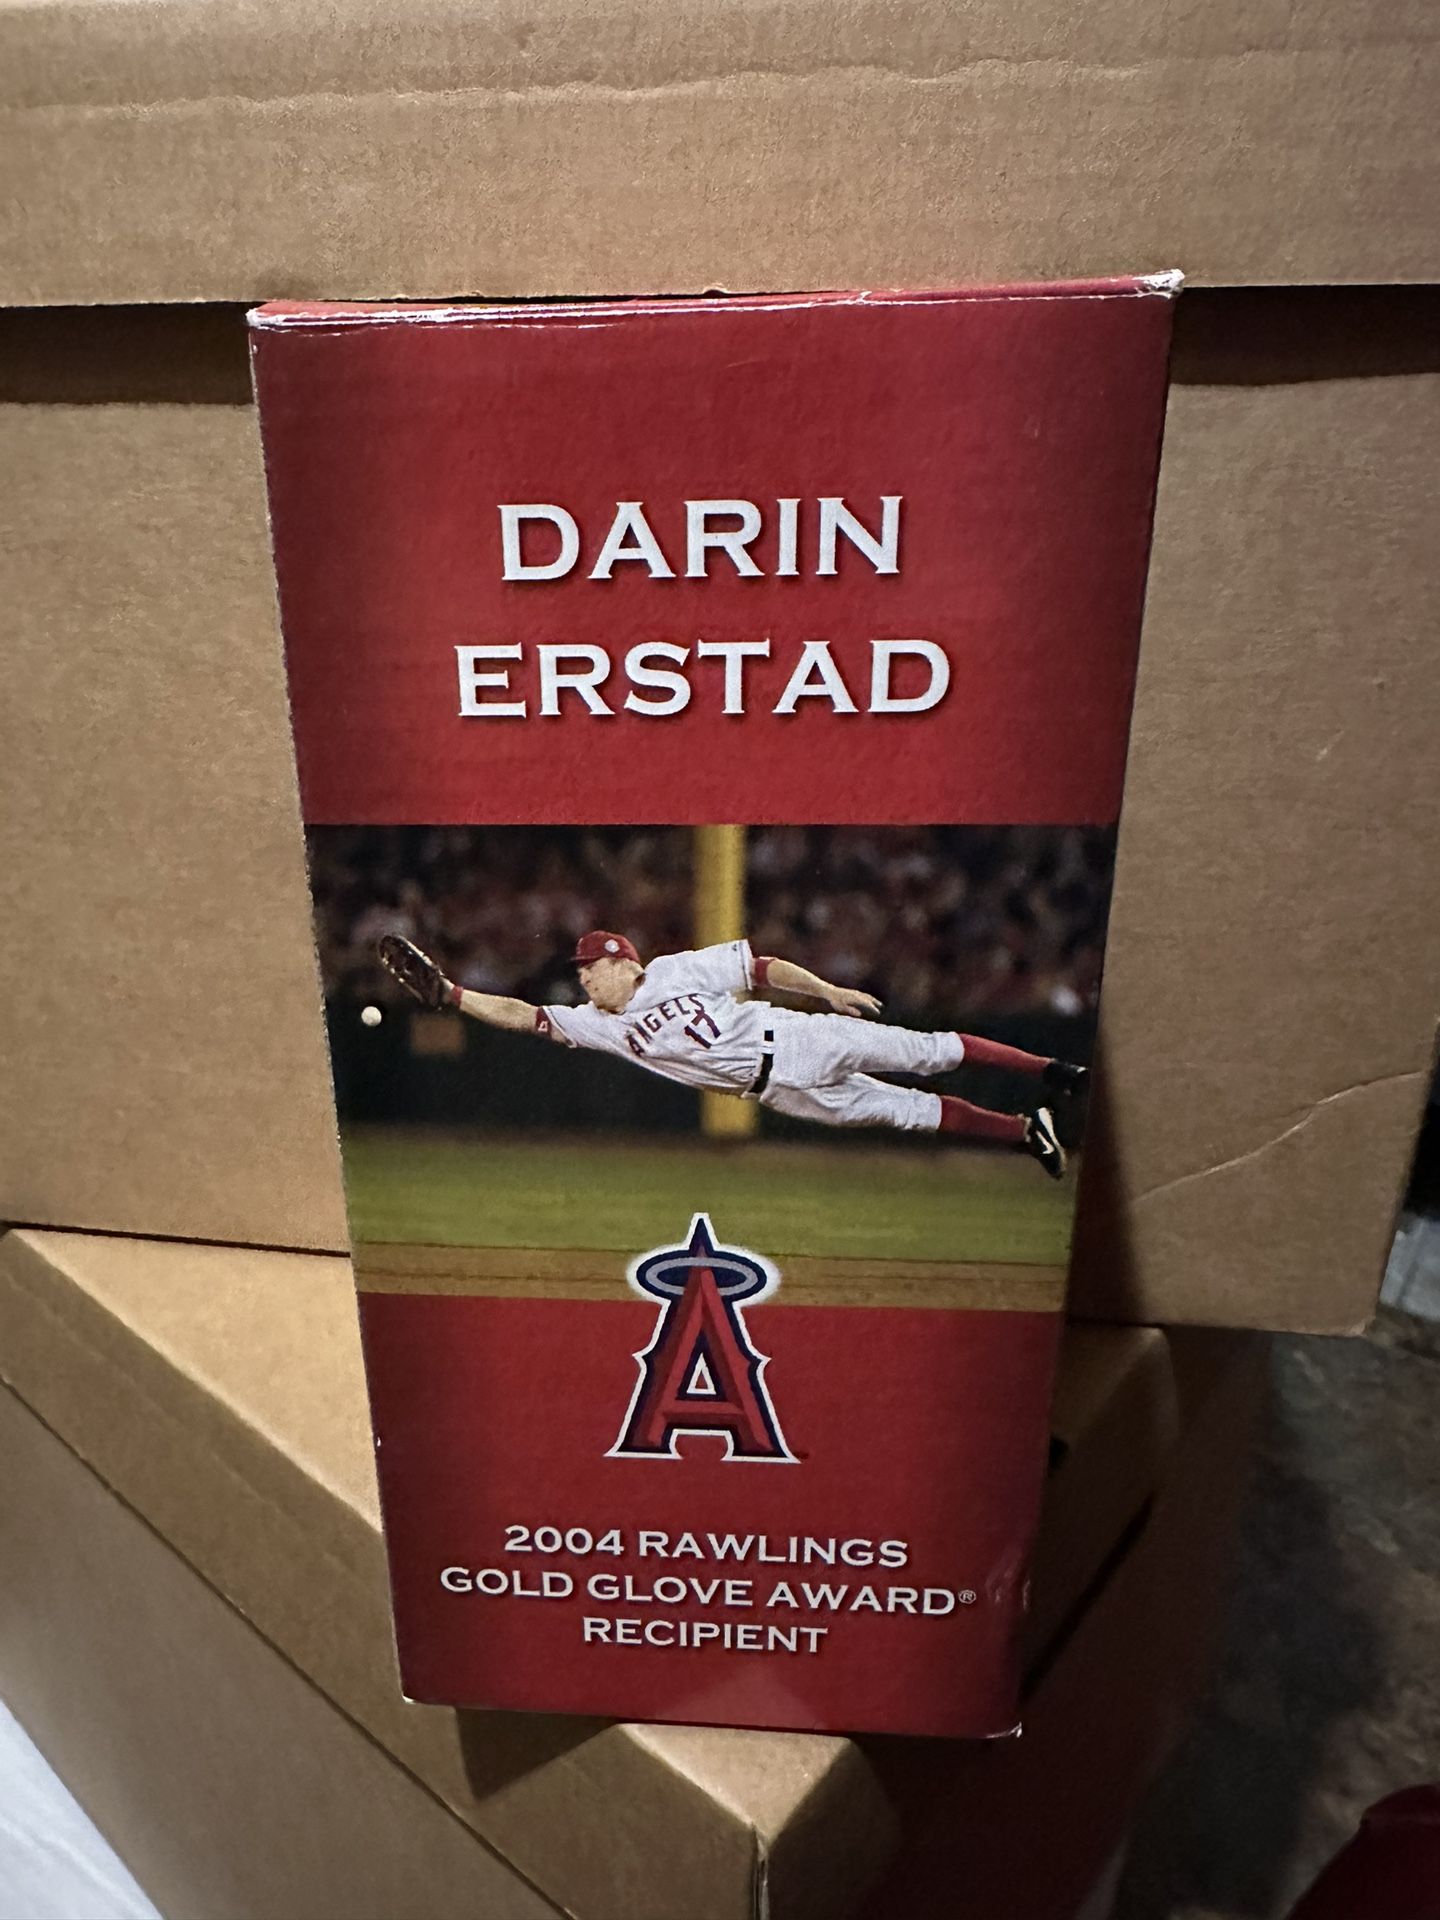 DARIN
ERSTAD
ANGELS
17
A
2004 RAWLINGS
GOLD GLOVE AWARD®
RECIPIENT